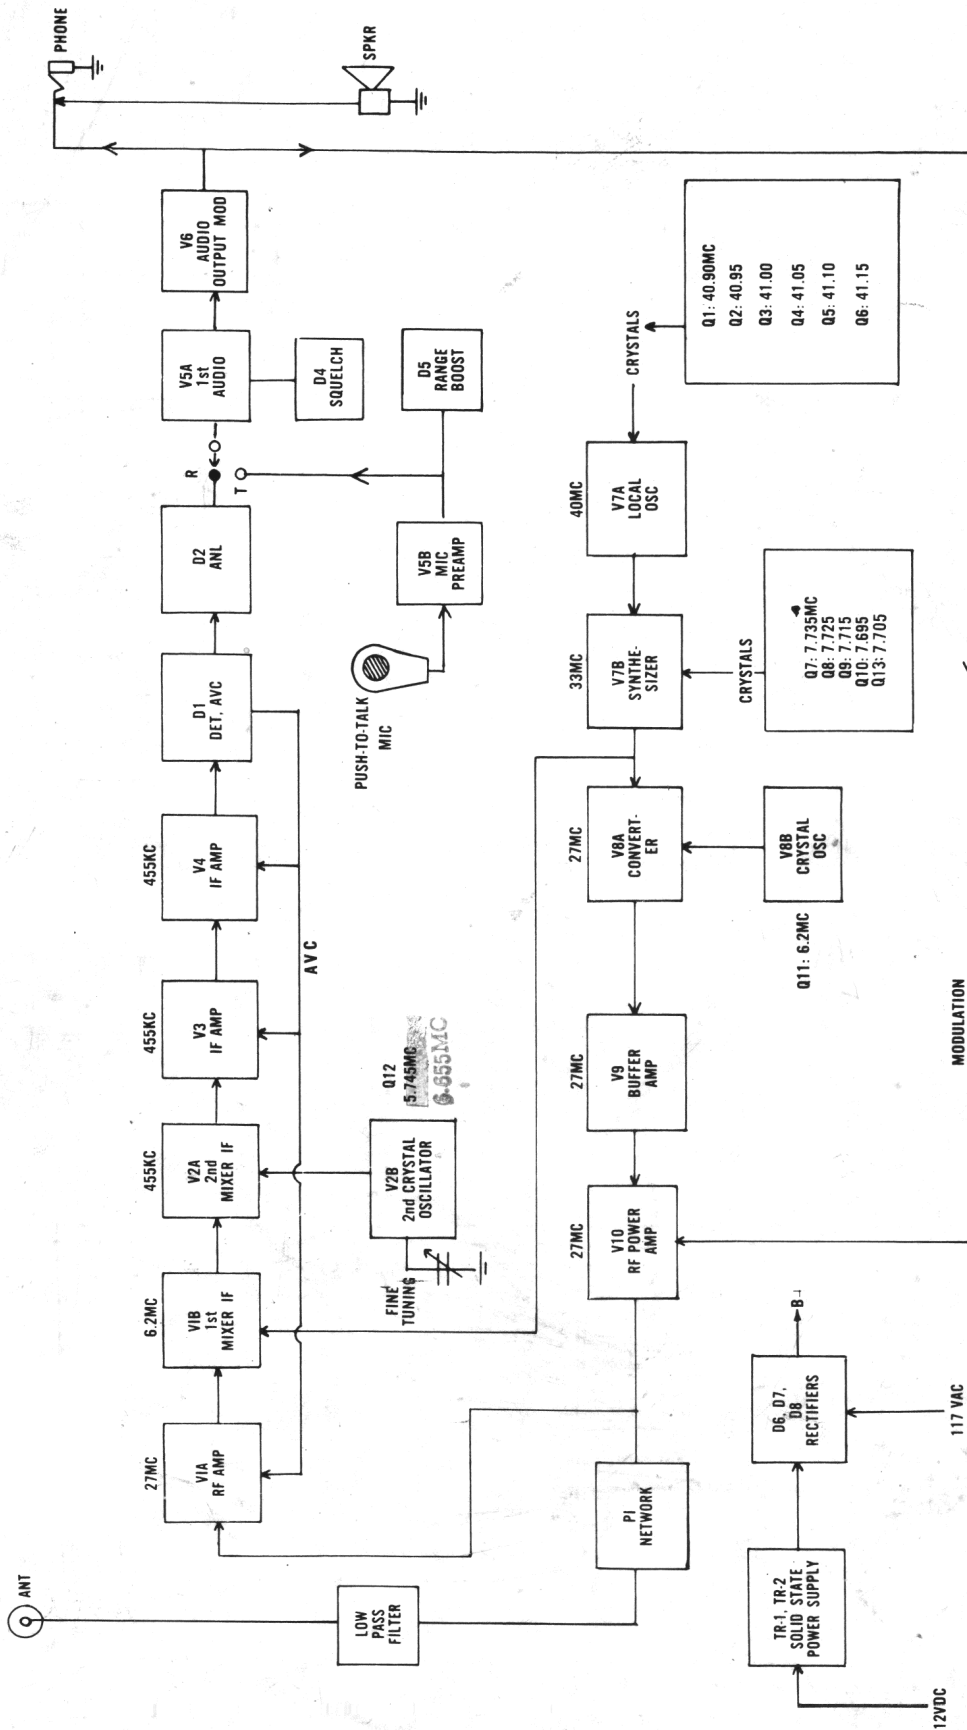 ANT
27MC
V1A
RF AMP
6.2MC
V1B
1st
MIXER IF
455KC
V2A
2nd
MIXER IF
455KC
V3
IF AMP
455KC
V4
IF AMP
D1
DET, AVC
D2
ANL
R
T
V5A
1st
AUDIO
V6
AUDIO
OUTPUT MOD
PHONE
SPKR
AVC
D4
SQUELCH
D5
RANGE
BOOST
V5B
MIC
PREAMP
PUSH-TO-TALK
MIC
Q12
5.745MC
6.655MC
V2B
2nd CRYSTAL
OSCILLATOR
FINE
TUNING
LOW
PASS
FILTER
PI
NETWORK
27MC
V10
RF POWER
AMP
27MC
V9
BUFFER
AMP
27MC
V8A
CONVERT-
ER
33MC
V7B
SYNTHE-
SIZER
40MC
V7A
LOCAL
OSC
CRYSTALS
Q1: 40.90MC
Q2: 40.95
Q3: 41.00
Q4: 41.05
Q5: 41.10
Q6: 41.15
CRYSTALS
Q7: 7.735MC
Q8: 7.725
Q9: 7.715
Q10: 7.695
Q13: 7.705
V8B
CRYSTAL
OSC
Q11: 6.2MC
TR-1, TR-2
SOLID STATE
POWER SUPPLY
12VDC
D6, D7,
D8
RECTIFIERS
117 VAC
B+
MODULATION